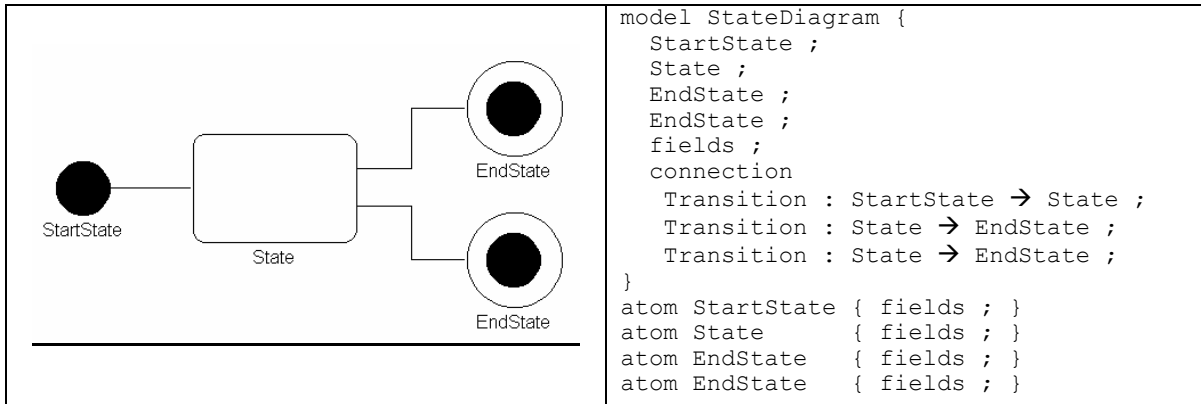 EndState
StartState
State
EndState
model StateDiagram {
  StartState ;
  State ;
  EndState ;
  EndState ;
  fields ;
  connection
   Transition : StartState → State ;
   Transition : State → EndState ;
   Transition : State → EndState ;
}
atom StartState { fields ; }
atom State      { fields ; }
atom EndState   { fields ; }
atom EndState   { fields ; }